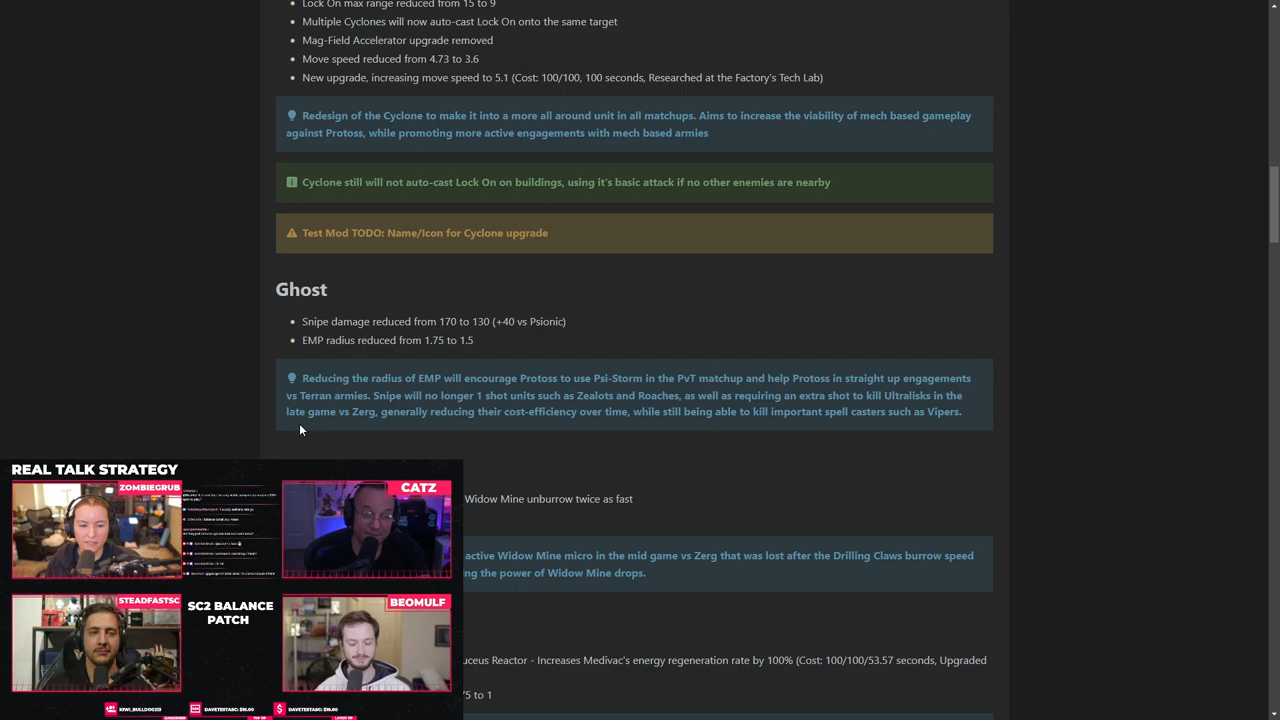 Lock On max range reduced from 15 to 9
Multiple Cyclones will now auto-cast Lock On onto the same target
Mag-Field Accelerator upgrade removed
Move speed reduced from 4.73 to 3.6
New upgrade, increasing move speed to 5.1 (Cost: 100/100, 100 seconds, Researched at the Factory's Tech Lab)
Redesign of the Cyclone to make it into a more all around unit in all matchups. Aims to increase the viability of mech based gameplay
against Protoss, while promoting more active engagements with mech based armies
Cyclone still will not auto-cast Lock On on buildings, using it's basic attack if no other enemies are nearby
Test Mod TODO: Name/Icon for Cyclone upgrade
Ghost
Snipe damage reduced from 170 to 130 (+40 vs Psionic)
EMP radius reduced from 1.75 to 1.5
Reducing the radius of EMP will encourage Protoss to use Psi-Storm in the PvT matchup and help Protoss in straight up engagements
vs Terran armies. Snipe will no longer 1 shot units such as Zealots and Roaches, as well as requiring an extra shot to kill Ultralisks in the
late game vs Zerg, generally reducing their cost-efficiency over time, while still being able to kill important spell casters such as Vipers.
Widow Mine unburrow twice as fast
ctive Widow Mine micro in the mid game vs Zerg that was lost after the Drilling Claws burrow speed
ng the power of Widow Mine drops.
uceus Reactor - Increases Medivac's energy regeneration rate by 100% (Cost: 100/100/53.57 seconds, Upgraded
5 to 1
REAL TALK STRATEGY
ZOMBIEGRUB
CATZ
STEADFASTSC
SC2 BALANCE
PATCH
BEOMULF
KIWI_BULLDOG213
DAVETESTASC: $10.00
DAVETESTASC: $10.00